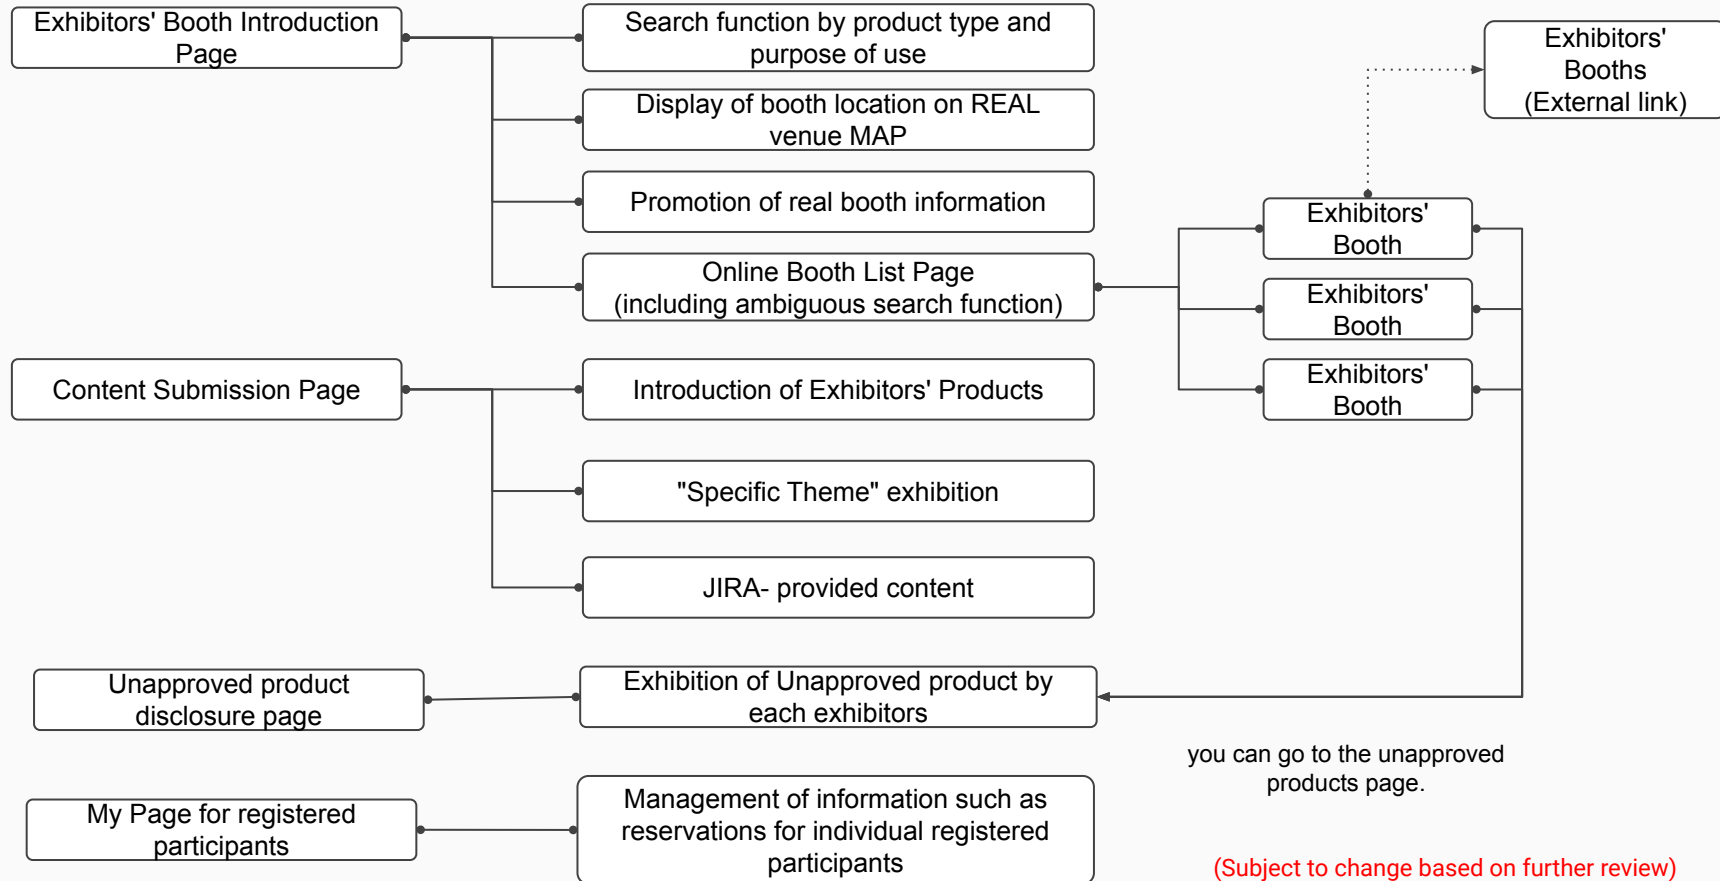 Exhibitors' Booth Introduction
Page
Search function by product type and
purpose of use
Display of booth location on REAL
venue MAP
Promotion of real booth information
Online Booth List Page
(including ambiguous search function)
Exhibitors'
Booths
(External link)
Exhibitors'
Booth
Exhibitors'
Booth
Exhibitors'
Booth
Content Submission Page
Introduction of Exhibitors' Products
"Specific Theme" exhibition
JIRA- provided content
Unapproved product
disclosure page
Exhibition of Unapproved product by
each exhibitors
you can go to the unapproved
products page.
My Page for registered
participants
Management of information such as
reservations for individual registered
participants
(Subject to change based on further review)